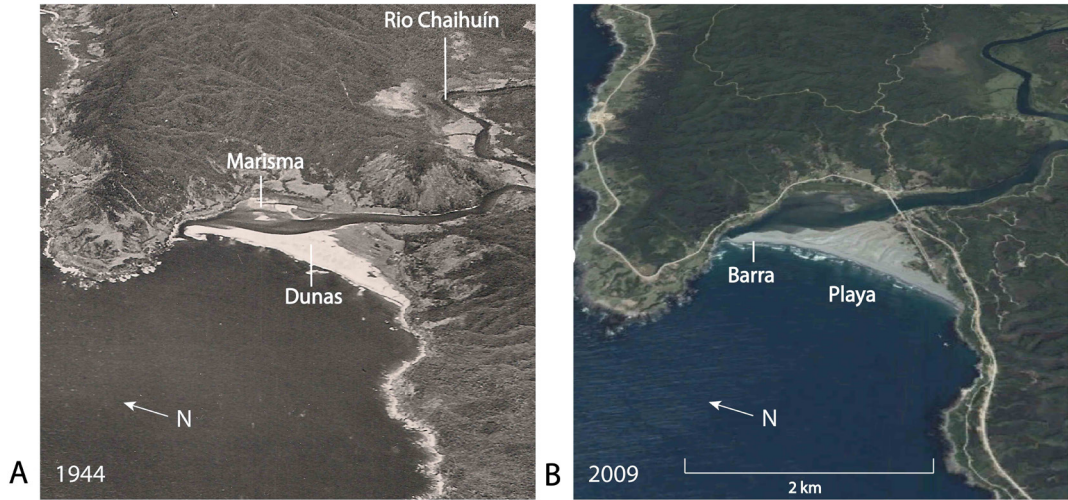 Rio Chaihuín
Marisma
Dunas
N
A
1944
Barra
Playa
N
B
2009
2 km